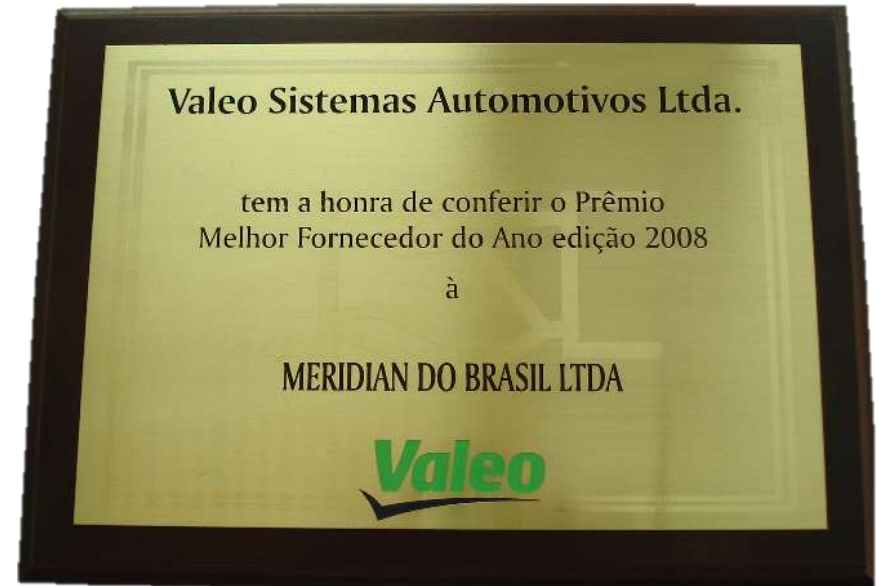 Valeo Sistemas Automotivos Ltda.
tem a honra de conferir o Prêmio
Melhor Fornecedor do Ano edição 2008
à
MERIDIAN DO BRASIL LTDA
Valeo